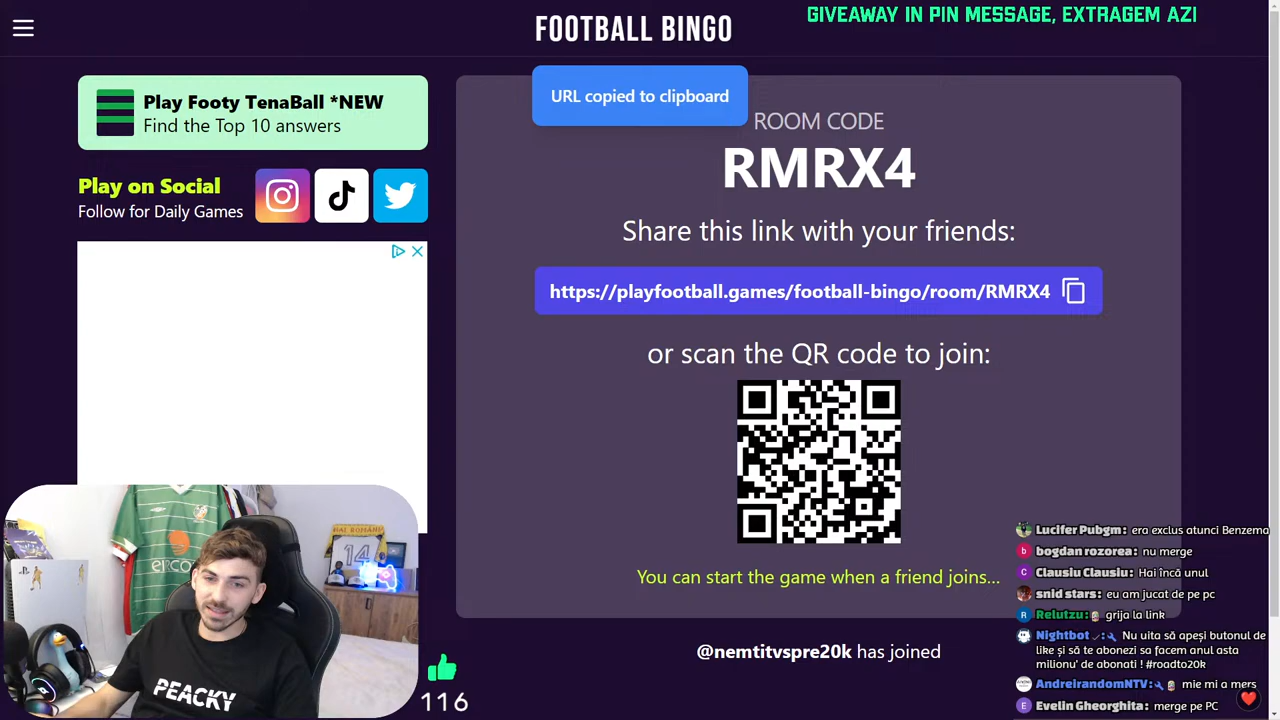 FOOTBALL BINGO
GIVEAWAY IN PIN MESSAGE, EXTRAGEM AZI
Play Footy TenaBall *NEW
Find the Top 10 answers
Play on Social
Follow for Daily Games
URL copied to clipboard
ROOM CODE
RMRX4
Share this link with your friends:
https://playfootball.games/football-bingo/room/RMRX4
or scan the QR code to join:
You can start the game when a friend joins...
@nemtitvspre20k has joined
Lucifer Pubgm: era exclus atunci Benzema
bogdan rozorea: nu merge
Clausiu Clausiu: Hai încă unul
snid stars: eu am jucat de pe pc
Relutzu: grija la link
Nightbot: Nu uita să apeși butonul de
like și să te abonezi sa facem anul asta
milionu' de abonati ! #roadto20k
AndreirandomNTV: mie mi a mers
Evelin Gheorghita: merge pe PC
HAI ROMÂNIA
14
PEACKY
116